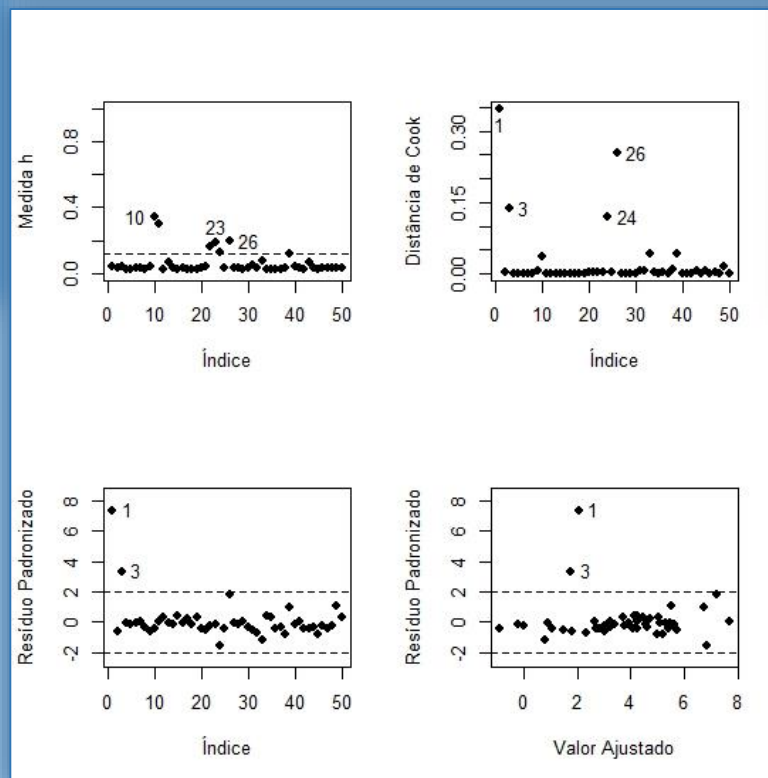 Medida h
0.0 0.4 0.8
10
23
26
0 10 20 30 40 50
Índice
Distância de Cook
0.00 0.15 0.30
1
3
26
24
0 10 20 30 40 50
Índice
Resíduo Padronizado
-2 0 2 4 6 8
1
3
0 10 20 30 40 50
Índice
Resíduo Padronizado
-2 0 2 4 6 8
1
3
0 2 4 6 8
Valor Ajustado